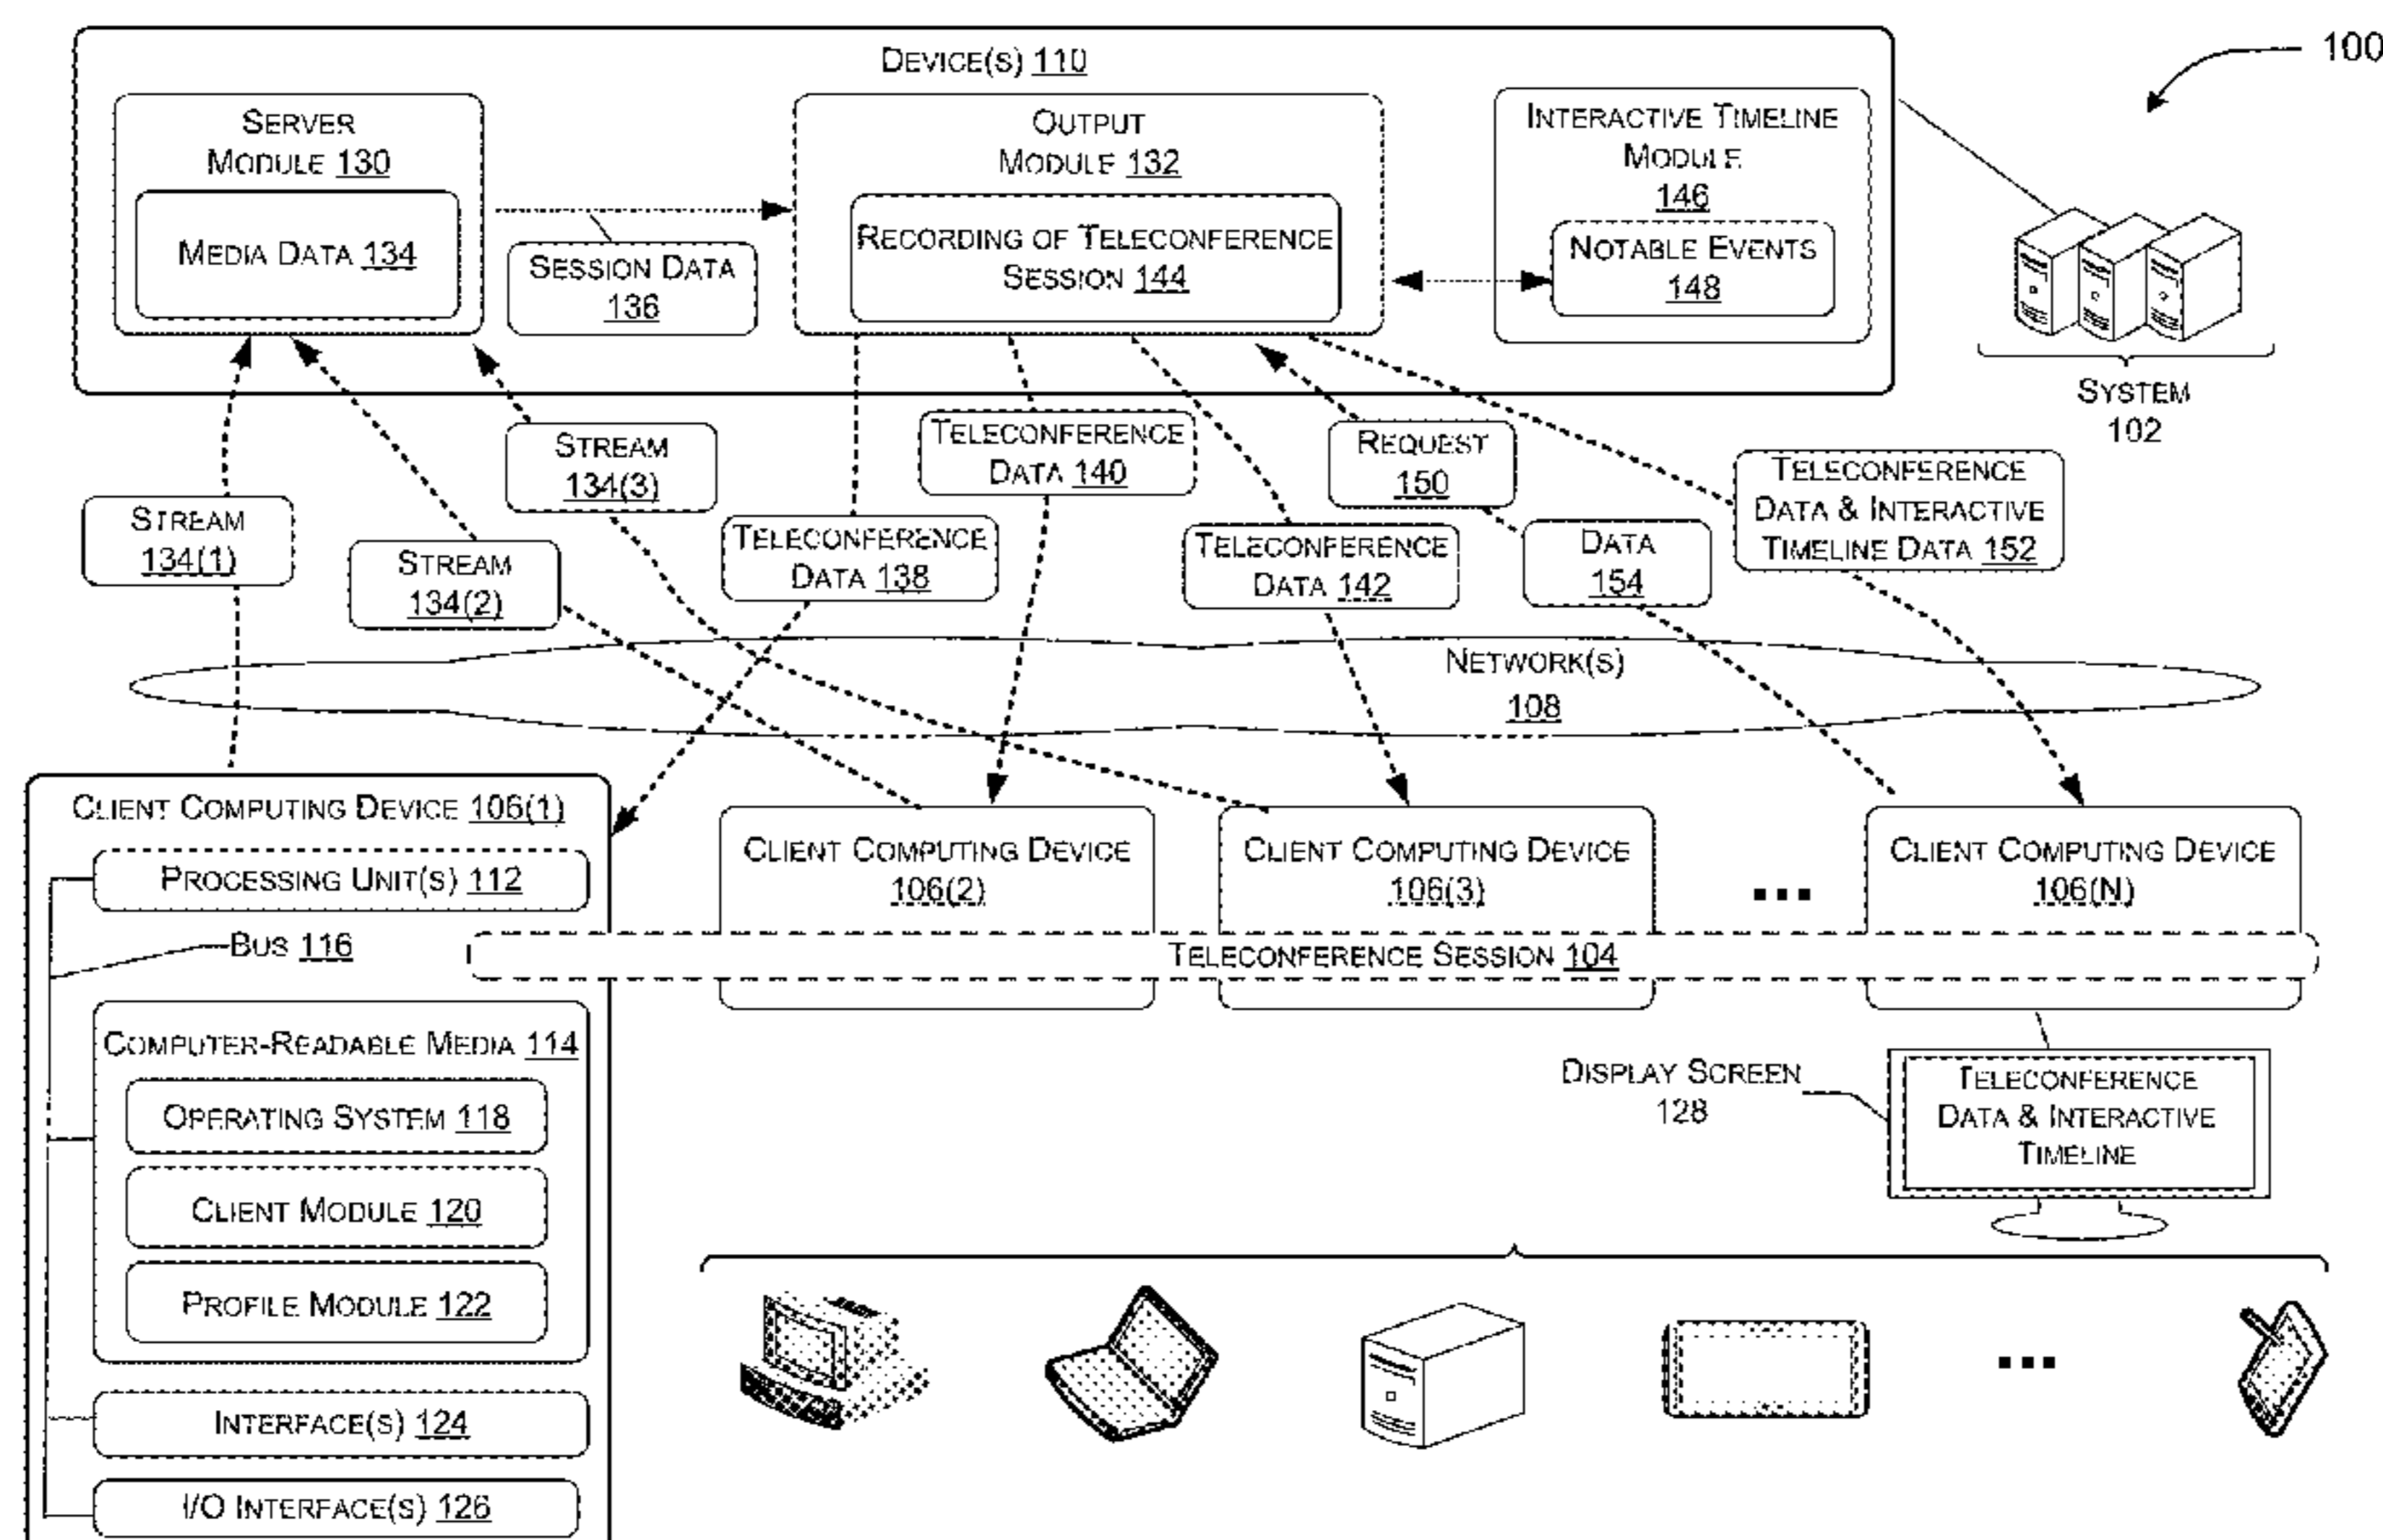 100
DEVICE(S) 110
SERVER
MODULE 130
MEDIA DATA 134
SESSION DATA
136
OUTPUT
MODULE 132
RECORDING OF TELECONFERENCE
SESSION 144
INTERACTIVE TIMELINE
MODULE
146
NOTABLE EVENTS
148
SYSTEM
102
STREAM
134(1)
STREAM
134(2)
STREAM
134(3)
TELECONFERENCE
DATA 138
TELECONFERENCE
DATA 140
TELECONFERENCE
DATA 142
REQUEST
150
DATA
154
TELECONFERENCE
DATA & INTERACTIVE
TIMELINE DATA 152
NETWORK(S)
108
CLIENT COMPUTING DEVICE 106(1)
PROCESSING UNIT(S) 112
BUS 116
COMPUTER-READABLE MEDIA 114
OPERATING SYSTEM 118
CLIENT MODULE 120
PROFILE MODULE 122
INTERFACE(S) 124
I/O INTERFACE(S) 126
CLIENT COMPUTING DEVICE
106(2)
CLIENT COMPUTING DEVICE
106(3)
...
CLIENT COMPUTING DEVICE
106(N)
TELECONFERENCE SESSION 104
DISPLAY SCREEN
128
TELECONFERENCE
DATA & INTERACTIVE
TIMELINE
...